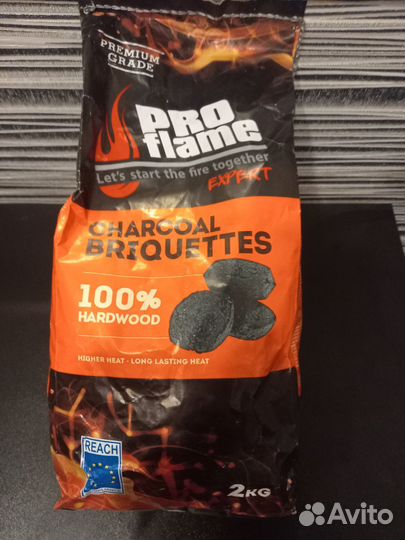 PREMIUM
GRADE
PRO
flame
Let's start the fire together
EXPERT
CHARCOAL
BRIQUETTES
100%
HARDWOOD
HIGHER HEAT - LONG LASTING HEAT
REACH
2KG
Avito